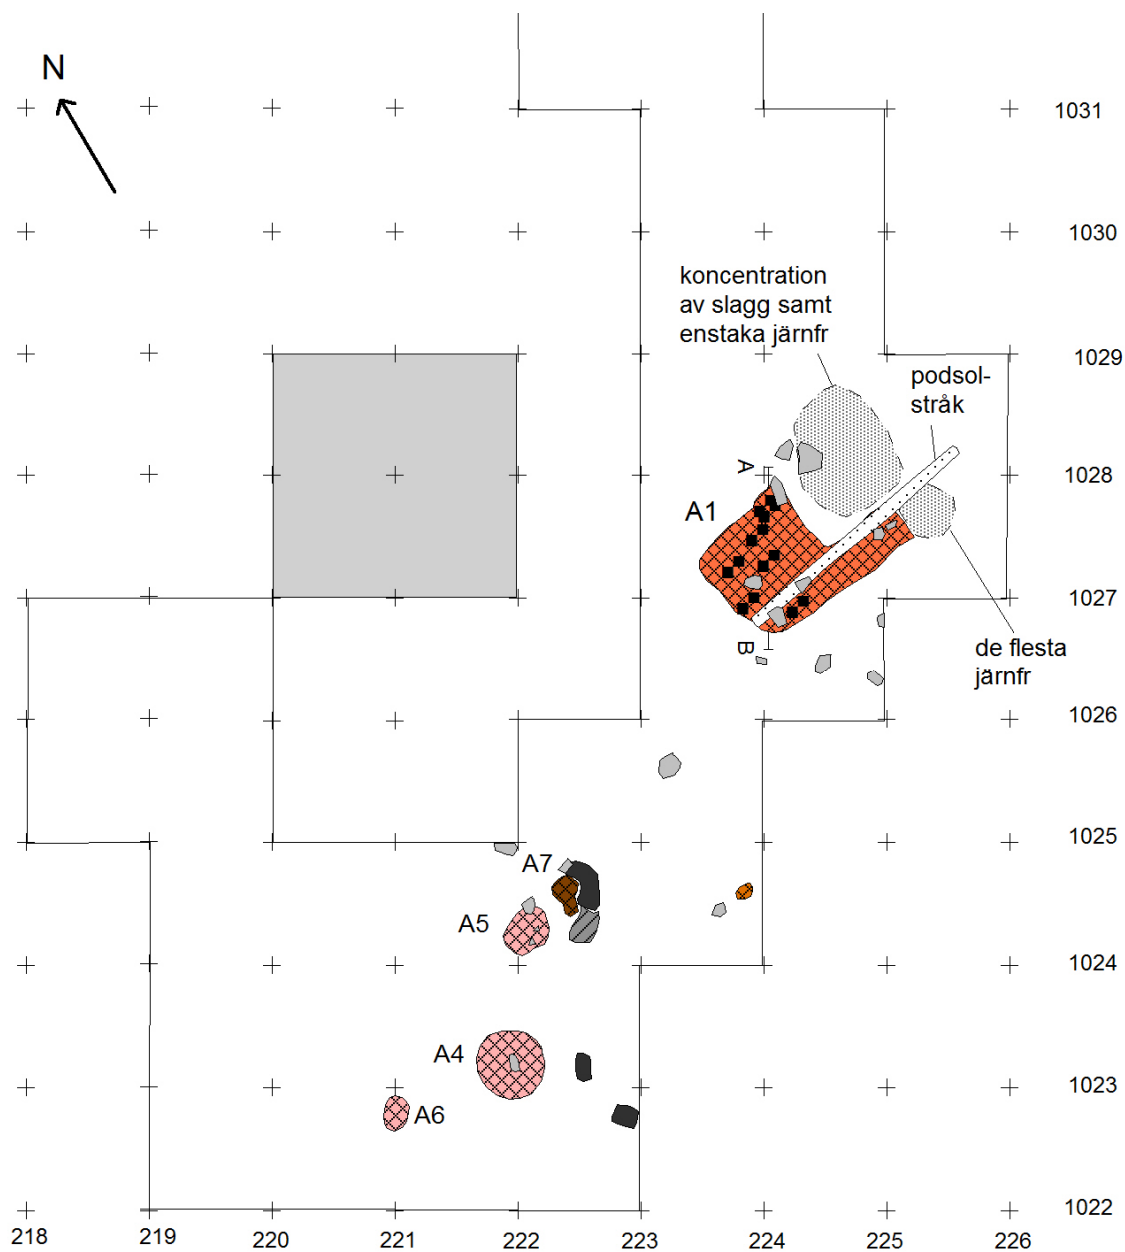 N
1031
1030
koncentration
av slagg samt
enstaka järnfr
1029
podsol-
stråk
A
1028
A1
1027
B
de flesta
järnfr
1026
1025
A7
A5
1024
A4
1023
A6
1022
218 219 220 221 222 223 224 225 226